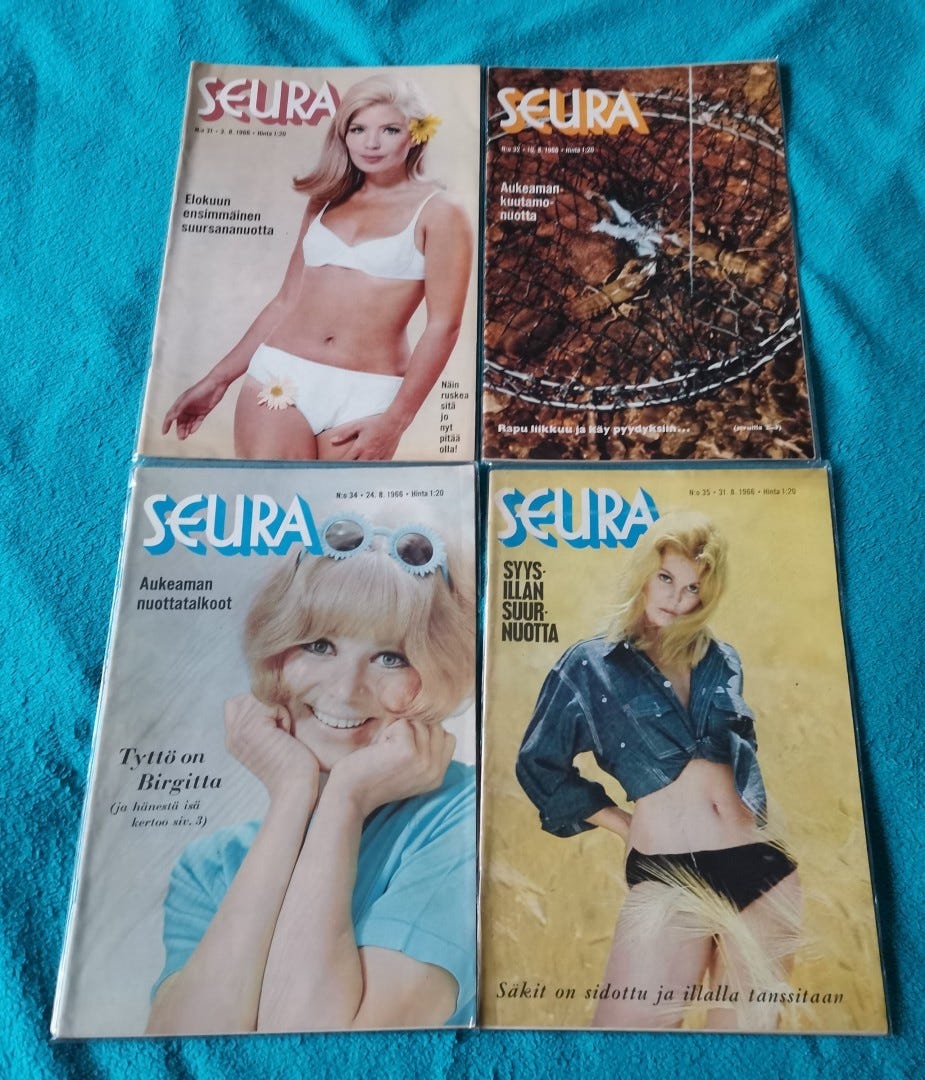 SEURA
N:o 31 • 3. 8. 1966 • Hinta 1:20
Elokuun
ensimmäinen
suursananuotta
Näin
ruskea
sitä
jo
nyt
pitää
olla!
SEURA
N:o 32 • 10. 8. 1966 • Hinta 1:20
Aukeaman-
kuutamo-
nuotta
Rapu liikkuu ja käy pyydyksiin... (sivuilla 2—3)
SEURA
N:o 34 • 24. 8. 1966 • Hinta 1:20
Aukeaman
nuottatalkoot
Tyttö on
Birgitta
(ja hänestä isä
kertoo siv. 3)
SEURA
N:o 35 • 31. 8. 1966 • Hinta 1:20
SYYS-
ILLAN
SUUR-
NUOTTA
Säkit on sidottu ja illalla tanssitaan